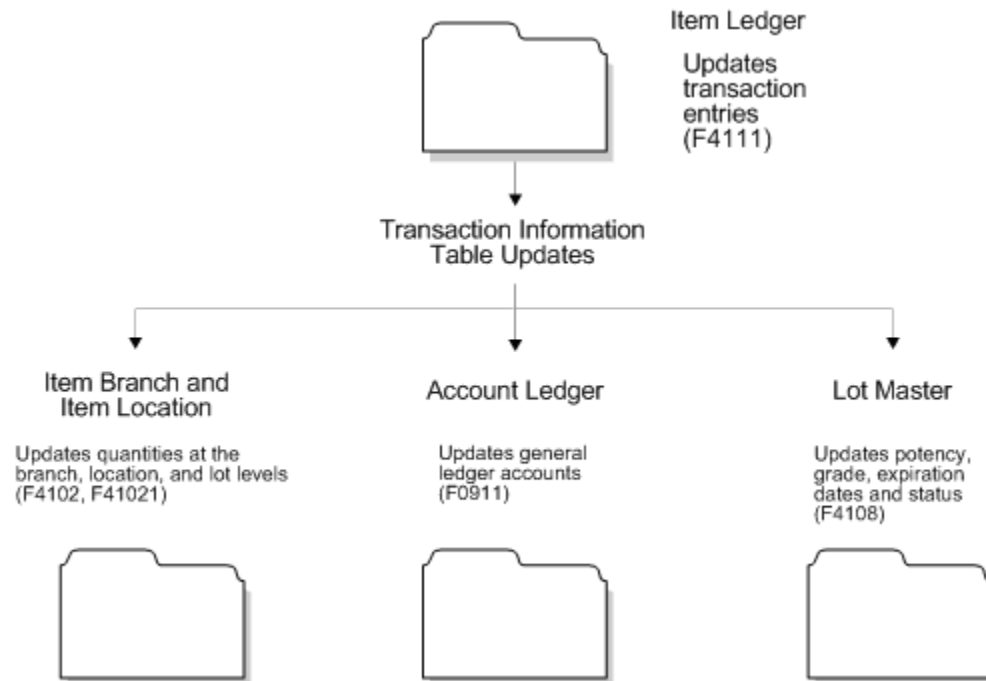 Item Ledger
Updates
transaction
entries
(F4111)
Transaction Information
Table Updates
Item Branch and
Item Location
Updates quantities at the
branch, location, and lot levels
(F4102, F41021)
Account Ledger
Updates general
ledger accounts
(F0911)
Lot Master
Updates potency,
grade, expiration
dates and status
(F4108)